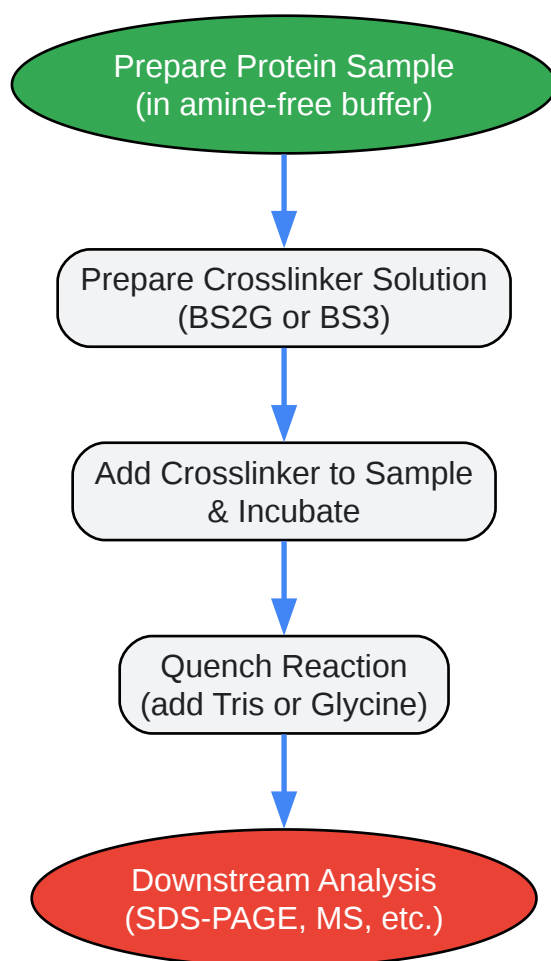 Prepare Protein Sample
(in amine-free buffer)
Prepare Crosslinker Solution
(BS2G or BS3)
Add Crosslinker to Sample
& Incubate
Quench Reaction
(add Tris or Glycine)
Downstream Analysis
(SDS-PAGE, MS, etc.)